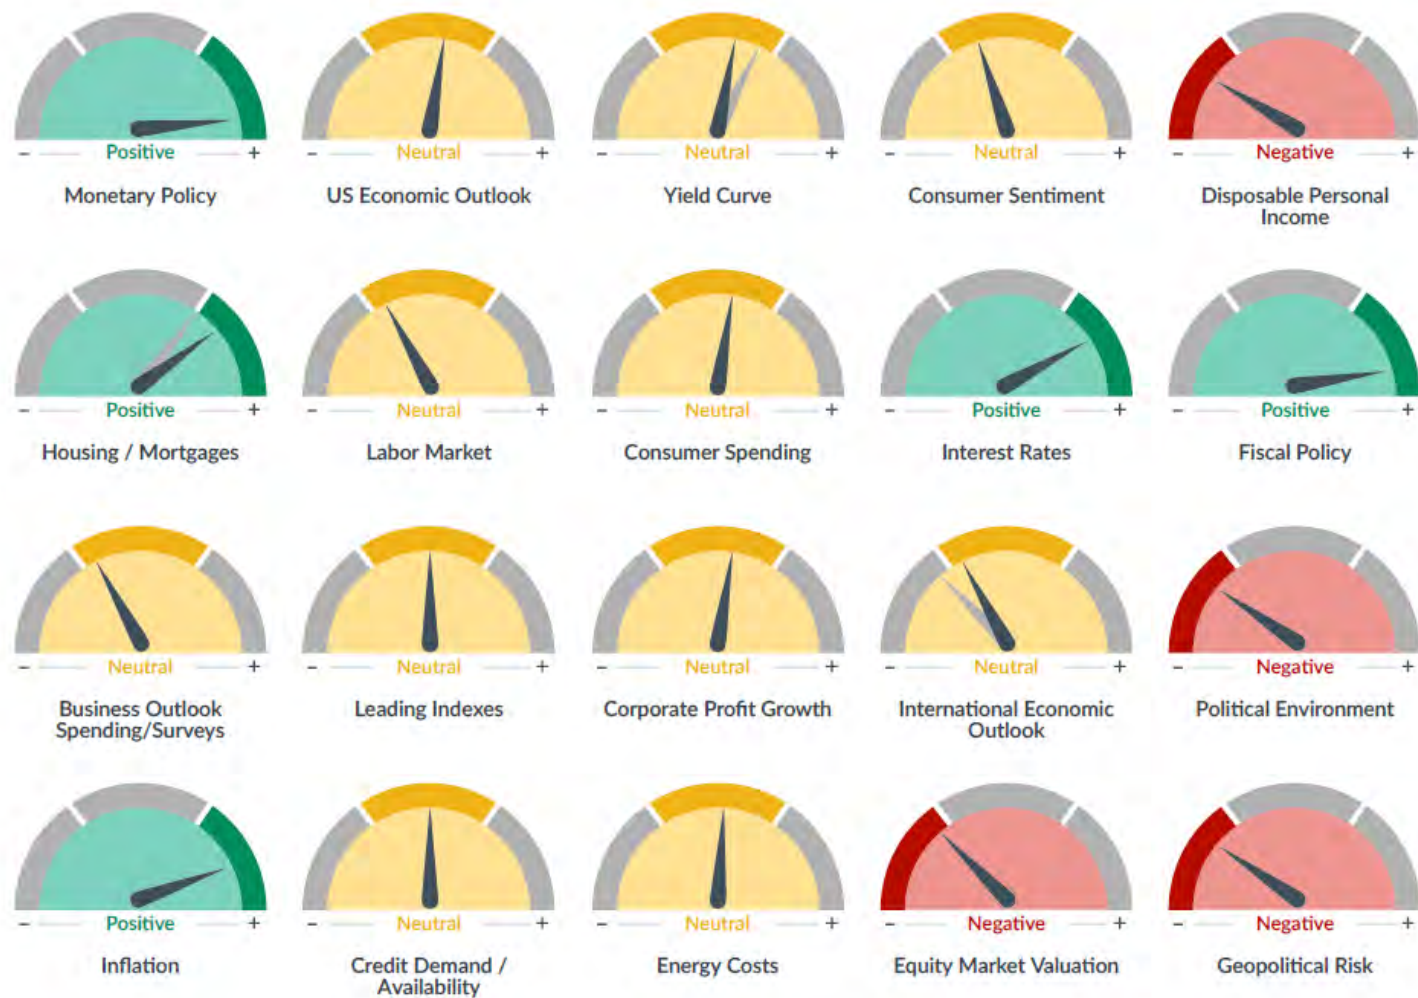 - Positive +
Monetary Policy
- Neutral +
US Economic Outlook
- Neutral +
Yield Curve
- Neutral +
Consumer Sentiment
- Negative +
Disposable Personal
Income
- Positive +
Housing / Mortgages
- Neutral +
Labor Market
- Neutral +
Consumer Spending
- Positive +
Interest Rates
- Positive +
Fiscal Policy
- Neutral +
Business Outlook
Spending/Surveys
- Neutral +
Leading Indexes
- Neutral +
Corporate Profit Growth
- Neutral +
International Economic
Outlook
- Negative +
Political Environment
- Positive +
Inflation
- Neutral +
Credit Demand /
Availability
- Neutral +
Energy Costs
- Negative +
Equity Market Valuation
- Negative +
Geopolitical Risk